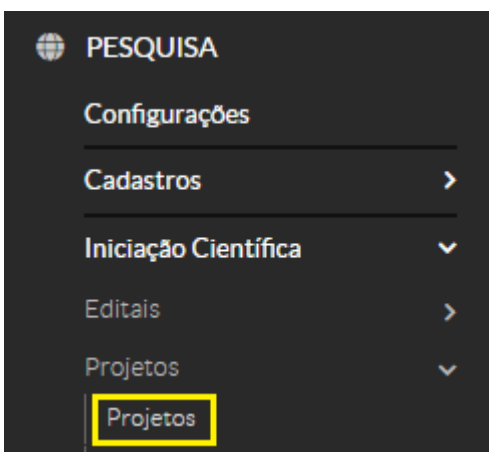 PESQUISA
Configurações
Cadastros
Iniciação Científica
Editais
Projetos
Projetos